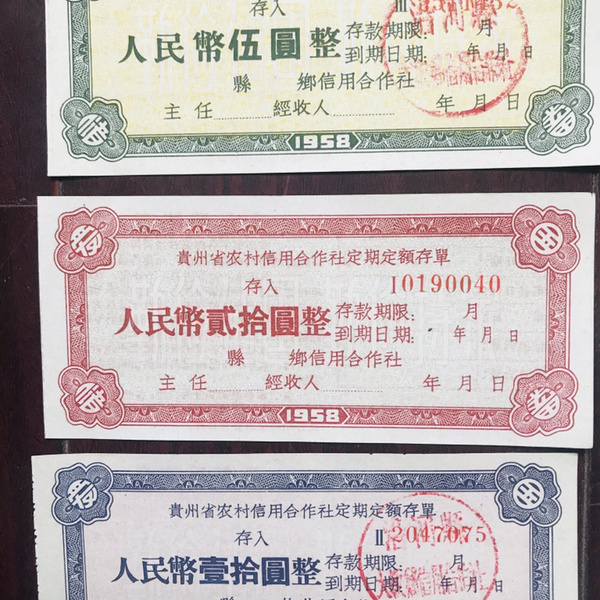 存入
人民幣伍圓整
存款期限: 月
到期日期: 年 月 日
縣 鄉信用合作社
主 任 經收人 年 月 日
儲
1958
貴州省农村信用合作社定期定額存單
存入 I0190040
人民幣貳拾圓整
存款期限: 月
到期日期: 年 月 日
縣 鄉信用合作社
主 任 經收人 年 月 日
儲
1958
貴州省农村信用合作社定期定額存單
存入 II2047075
人民幣壹拾圓整
存款期限: 月
到期日期: 年 月 日